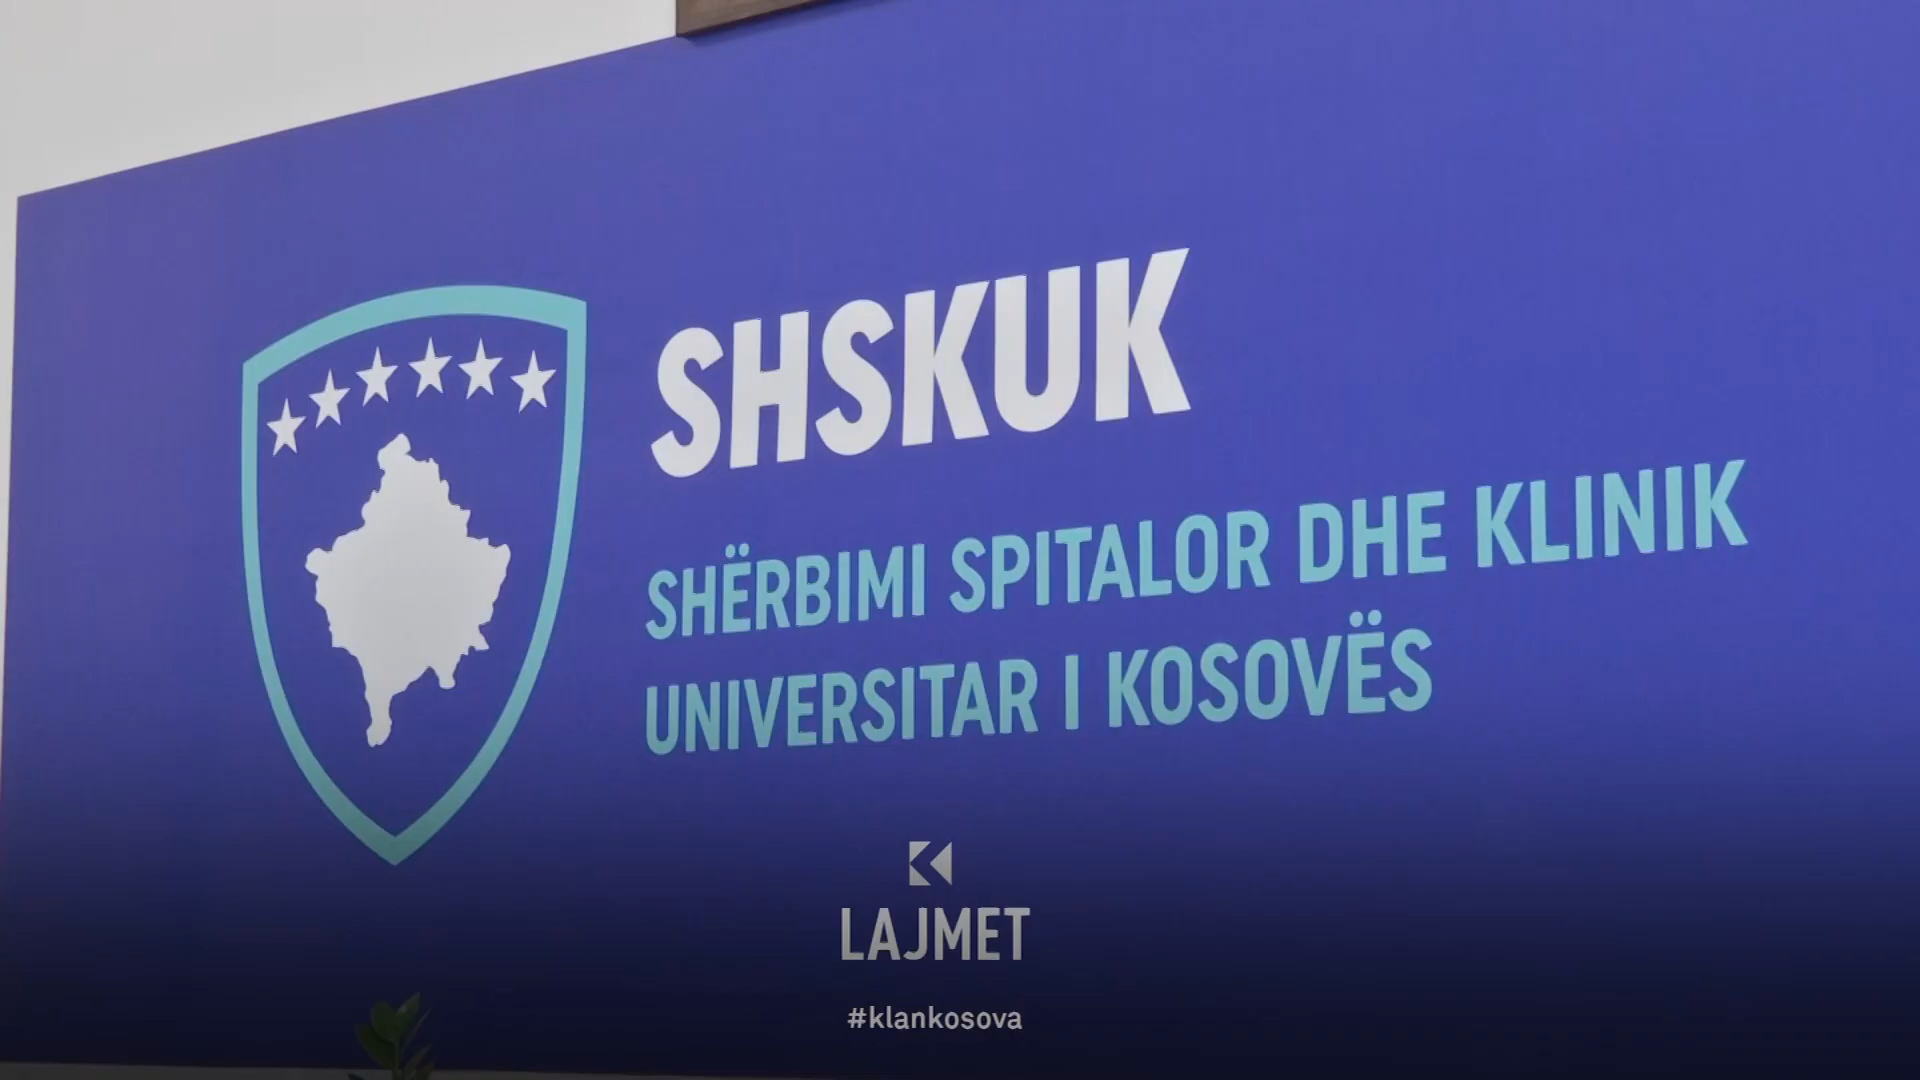 SHSKUK
SHËRBIMI SPITALOR DHE KLINIK
UNIVERSITAR I KOSOVËS
LAJMET
#klankosova